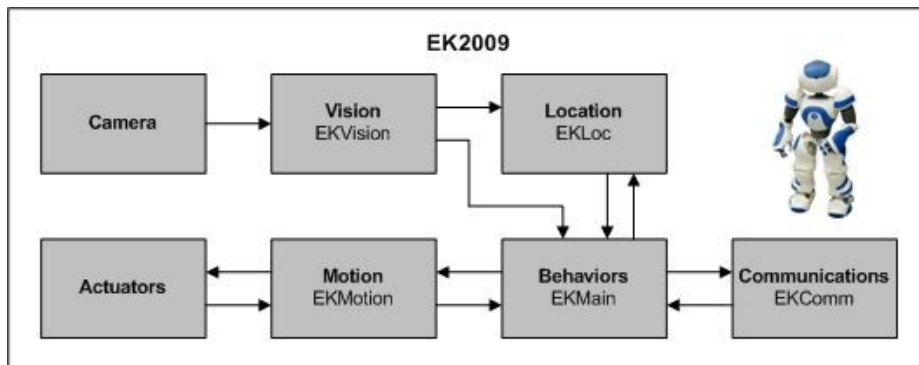 EK2009
Camera
Vision
EKVision
Location
EKLoc
Actuators
Motion
EKMotion
Behaviors
EKMain
Communications
EKComm